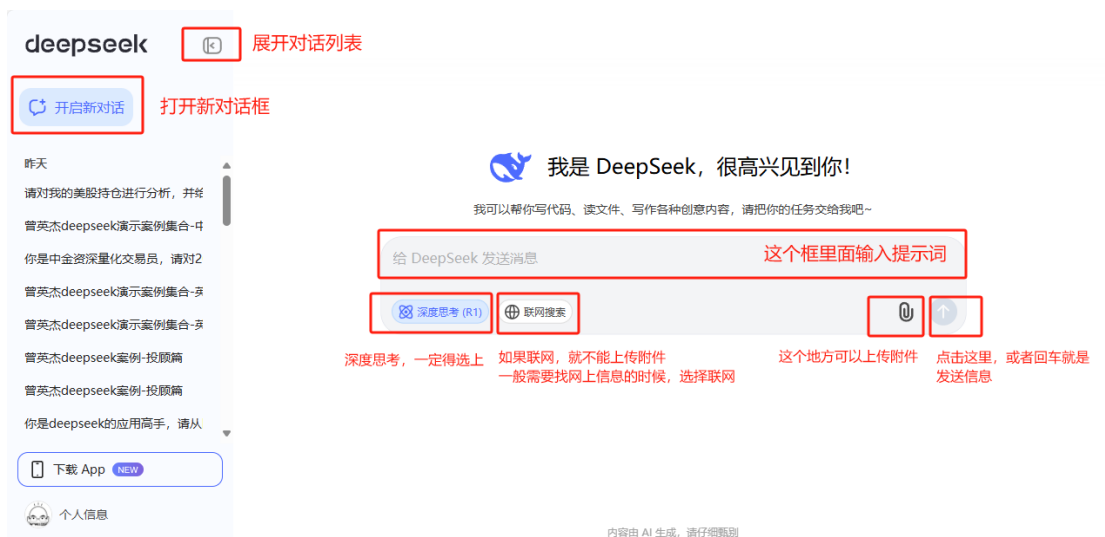 deepseek
展开对话列表
开启新对话
打开新对话框
昨天
请对我的美股持仓进行分析，并给
曾英杰deepseek演示案例集合-中
你是中金资深量化交易员，请对2
曾英杰deepseek演示案例集合-英
曾英杰deepseek演示案例集合-英
曾英杰deepseek案例-投顾篇
曾英杰deepseek案例-投顾篇
你是deepseek的应用高手，请从
下载 App NEW
个人信息
我是 DeepSeek，很高兴见到你！
我可以帮你写代码、读文件、写作各种创意内容，请把你的任务交给我吧~
给 DeepSeek 发送消息
这个框里面输入提示词
深度思考 (R1)
联网搜索
深度思考，一定得选上
如果联网，就不能上传附件
一般需要找网上信息的时候，选择联网
这个地方可以上传附件
点击这里，或者回车就是
发送信息
内容由 AI 生成，请仔细甄别